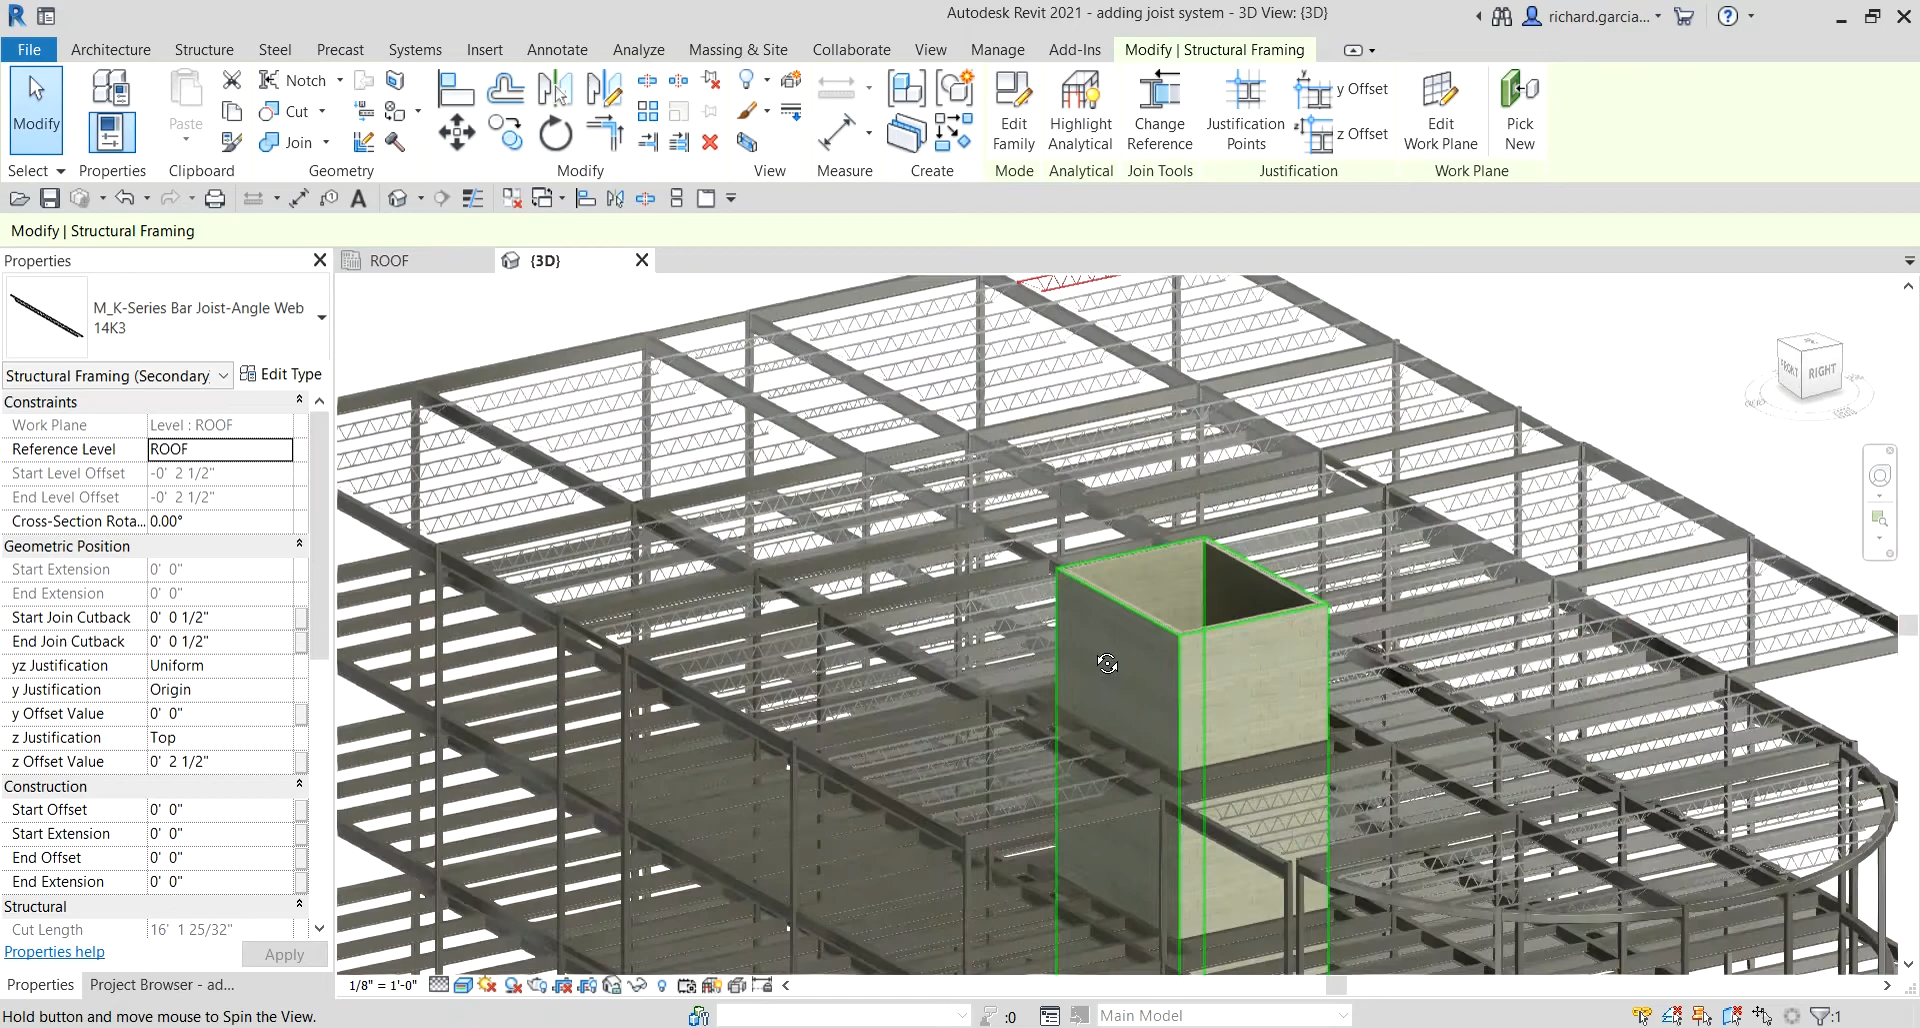 Autodesk Revit 2021 - adding joist system - 3D View: {3D}
richard.garcia...
File Architecture Structure Steel Precast Systems Insert Annotate Analyze Massing & Site Collaborate View Manage Add-Ins Modify | Structural Framing
Modify
Paste
Notch
Cut
Join
Edit Family
Highlight Analytical
Change Reference
Justification Points
y Offset
z Offset
Edit Work Plane
Pick New
Select Properties Clipboard Geometry Modify View Measure Create Mode Analytical Join Tools Justification Work Plane
Modify | Structural Framing
Properties
ROOF
{3D}
M_K-Series Bar Joist-Angle Web
14K3
Structural Framing (Secondary
Edit Type
Constraints
Work Plane Level : ROOF
Reference Level ROOF
Start Level Offset -0' 2 1/2"
End Level Offset -0' 2 1/2"
Cross-Section Rota... 0.00°
Geometric Position
Start Extension 0' 0"
End Extension 0' 0"
Start Join Cutback 0' 0 1/2"
End Join Cutback 0' 0 1/2"
yz Justification Uniform
y Justification Origin
y Offset Value 0' 0"
z Justification Top
z Offset Value 0' 2 1/2"
Construction
Start Offset 0' 0"
Start Extension 0' 0"
End Offset 0' 0"
End Extension 0' 0"
Structural
Cut Length 16' 1 25/32"
Properties help
Apply
Properties
Project Browser - ad...
FRONT
RIGHT
1/8" = 1'-0"
Hold button and move mouse to Spin the View.
:0
Main Model
:1